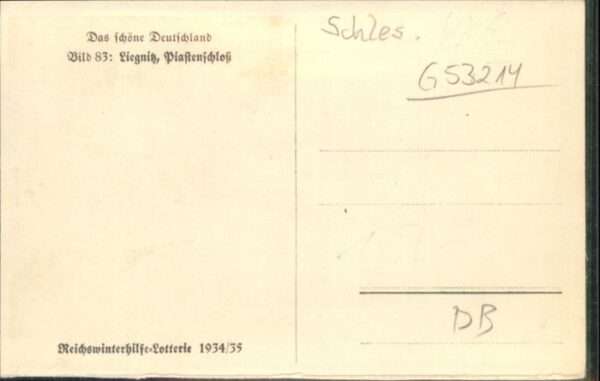 Das schöne Deutschland
Bild 83: Liegnitz, Piastenschloß
Reichswinterhilfe-Lotterie 1934/35
Schles.
G53214
DB